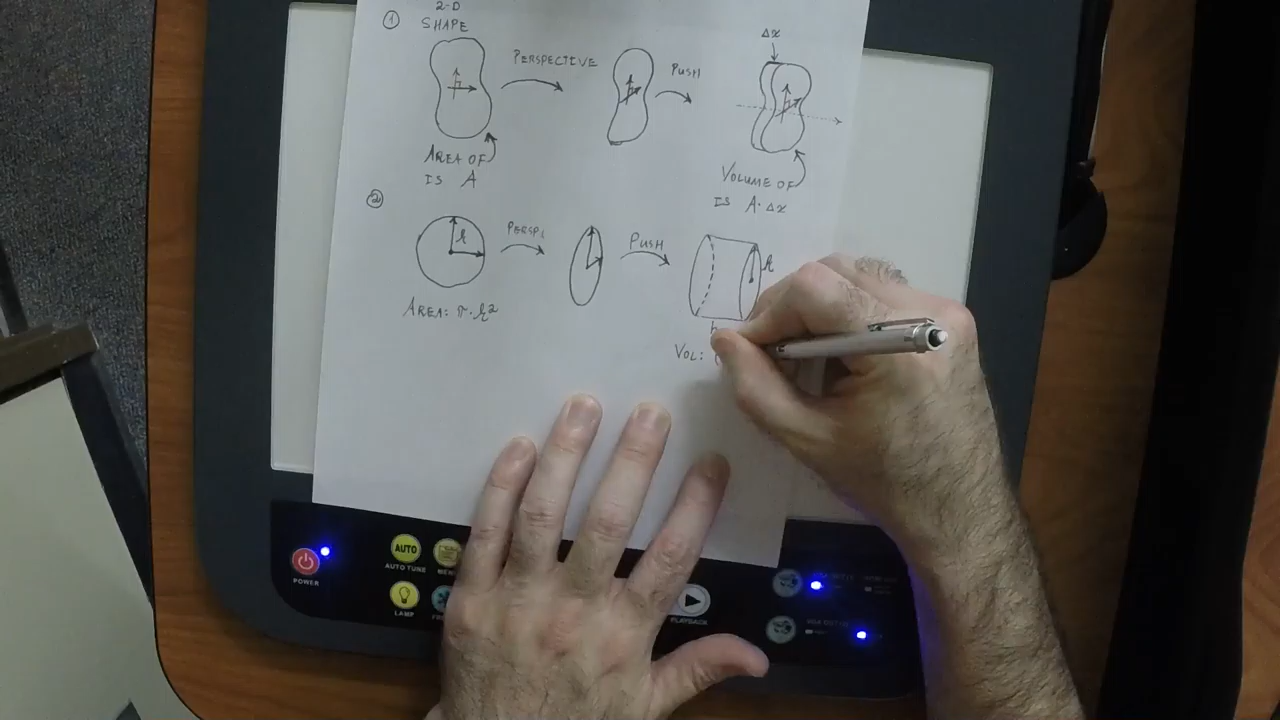 ①
2-D
SHAPE
PERSPECTIVE
PUSH
Δx
AREA OF
IS A
VOLUME OF
IS A·Δx
②
r
PERSP.
PUSH
r
AREA: π·r²
h
VOL:
POWER
AUTO
AUTO TUNE
LAMP
PLAYBACK